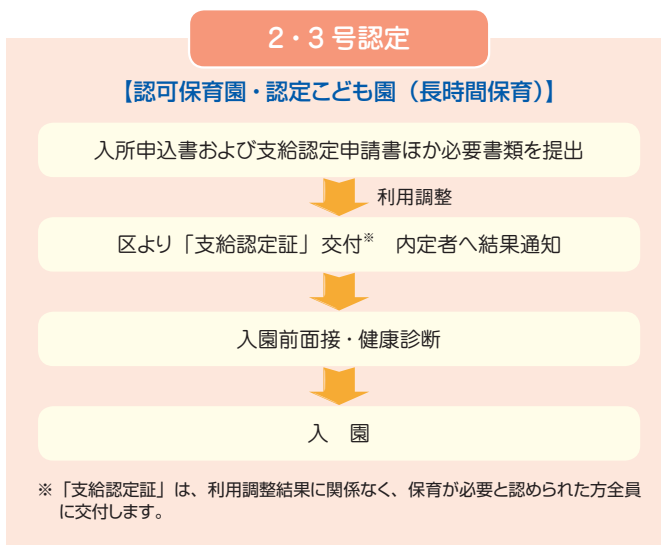 2・3号認定
【認可保育園・認定こども園（長時間保育）】
入所申込書および支給認定申請書ほか必要書類を提出
利用調整
区より「支給認定証」交付※　内定者へ結果通知
入園前面接・健康診断
入　園
※「支給認定証」は、利用調整結果に関係なく、保育が必要と認められた方全員
に交付します。